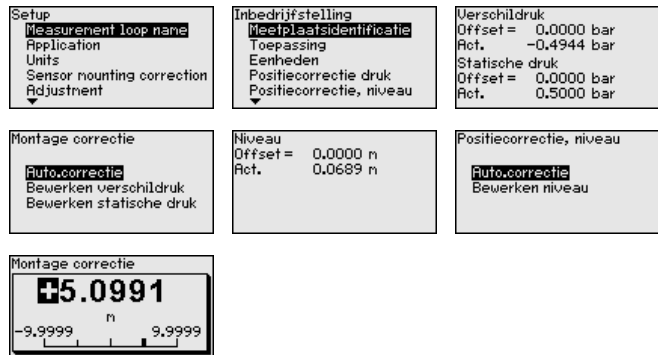 Setup
Measurement loop name
Application
Units
Sensor mounting correction
Adjustment
Inbedrijfstelling
Meetplaatsidentificatie
Toepassing
Eenheden
Positiecorrectie druk
Positiecorrectie, niveau
Verschildruk
Offset = 0.0000 bar
Act. -0.4944 bar
Statische druk
Offset = 0.0000 bar
Act. 0.5000 bar
Montage correctie
Auto.correctie
Bewerken verschildruk
Bewerken statische druk
Niveau
Offset = 0.0000 m
Act. 0.0689 m
Positiecorrectie, niveau
Auto.correctie
Bewerken niveau
Montage correctie
+5.0991
m
-9.9999 9.9999